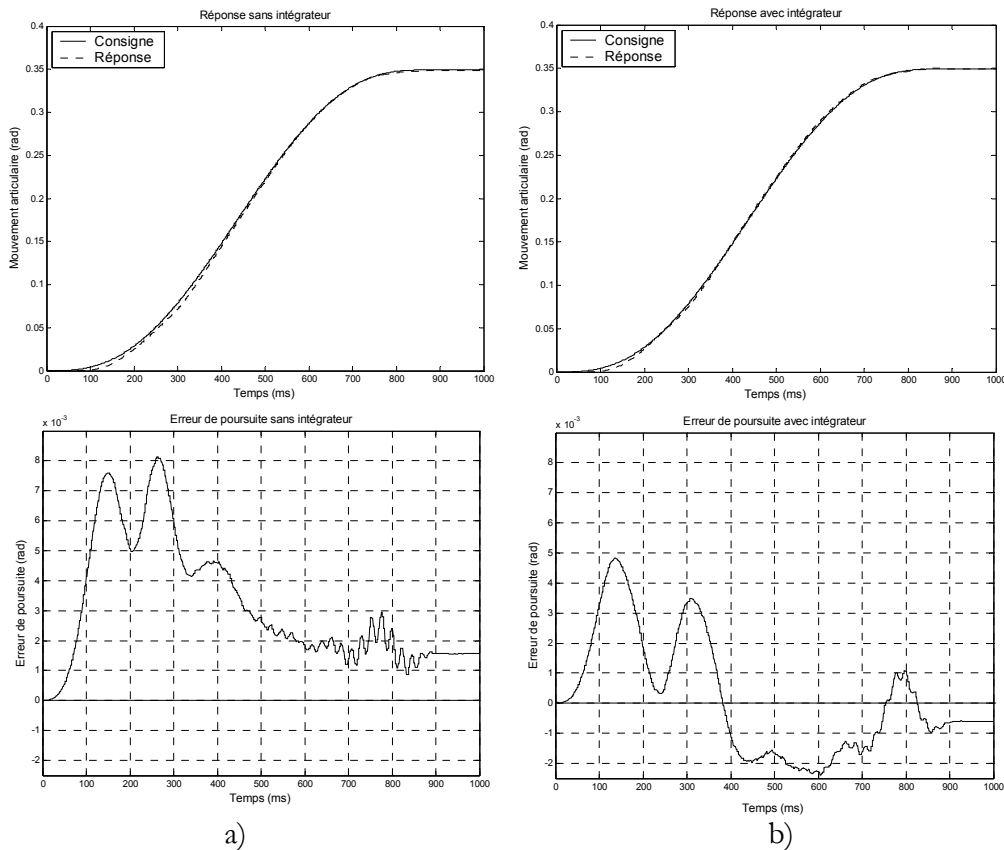 Réponse sans intégrateur
0.4
0.35
0.3
0.25
0.2
0.15
0.1
0.05
0
Mouvement articulaire (rad)
Consigne
Réponse
0 100 200 300 400 500 600 700 800 900 1000
Temps (ms)
Réponse avec intégrateur
0.4
0.35
0.3
0.25
0.2
0.15
0.1
0.05
0
Mouvement articulaire (rad)
Consigne
Réponse
0 100 200 300 400 500 600 700 800 900 1000
Temps (ms)
x 10-3
Erreur de poursuite sans intégrateur
8
7
6
5
4
3
2
1
0
-1
-2
Erreur de poursuite (rad)
0 100 200 300 400 500 600 700 800 900 1000
Temps (ms)
a)
x 10-3
Erreur de poursuite avec intégrateur
8
7
6
5
4
3
2
1
0
-1
-2
Erreur de poursuite (rad)
0 100 200 300 400 500 600 700 800 900 1000
Temps (ms)
b)